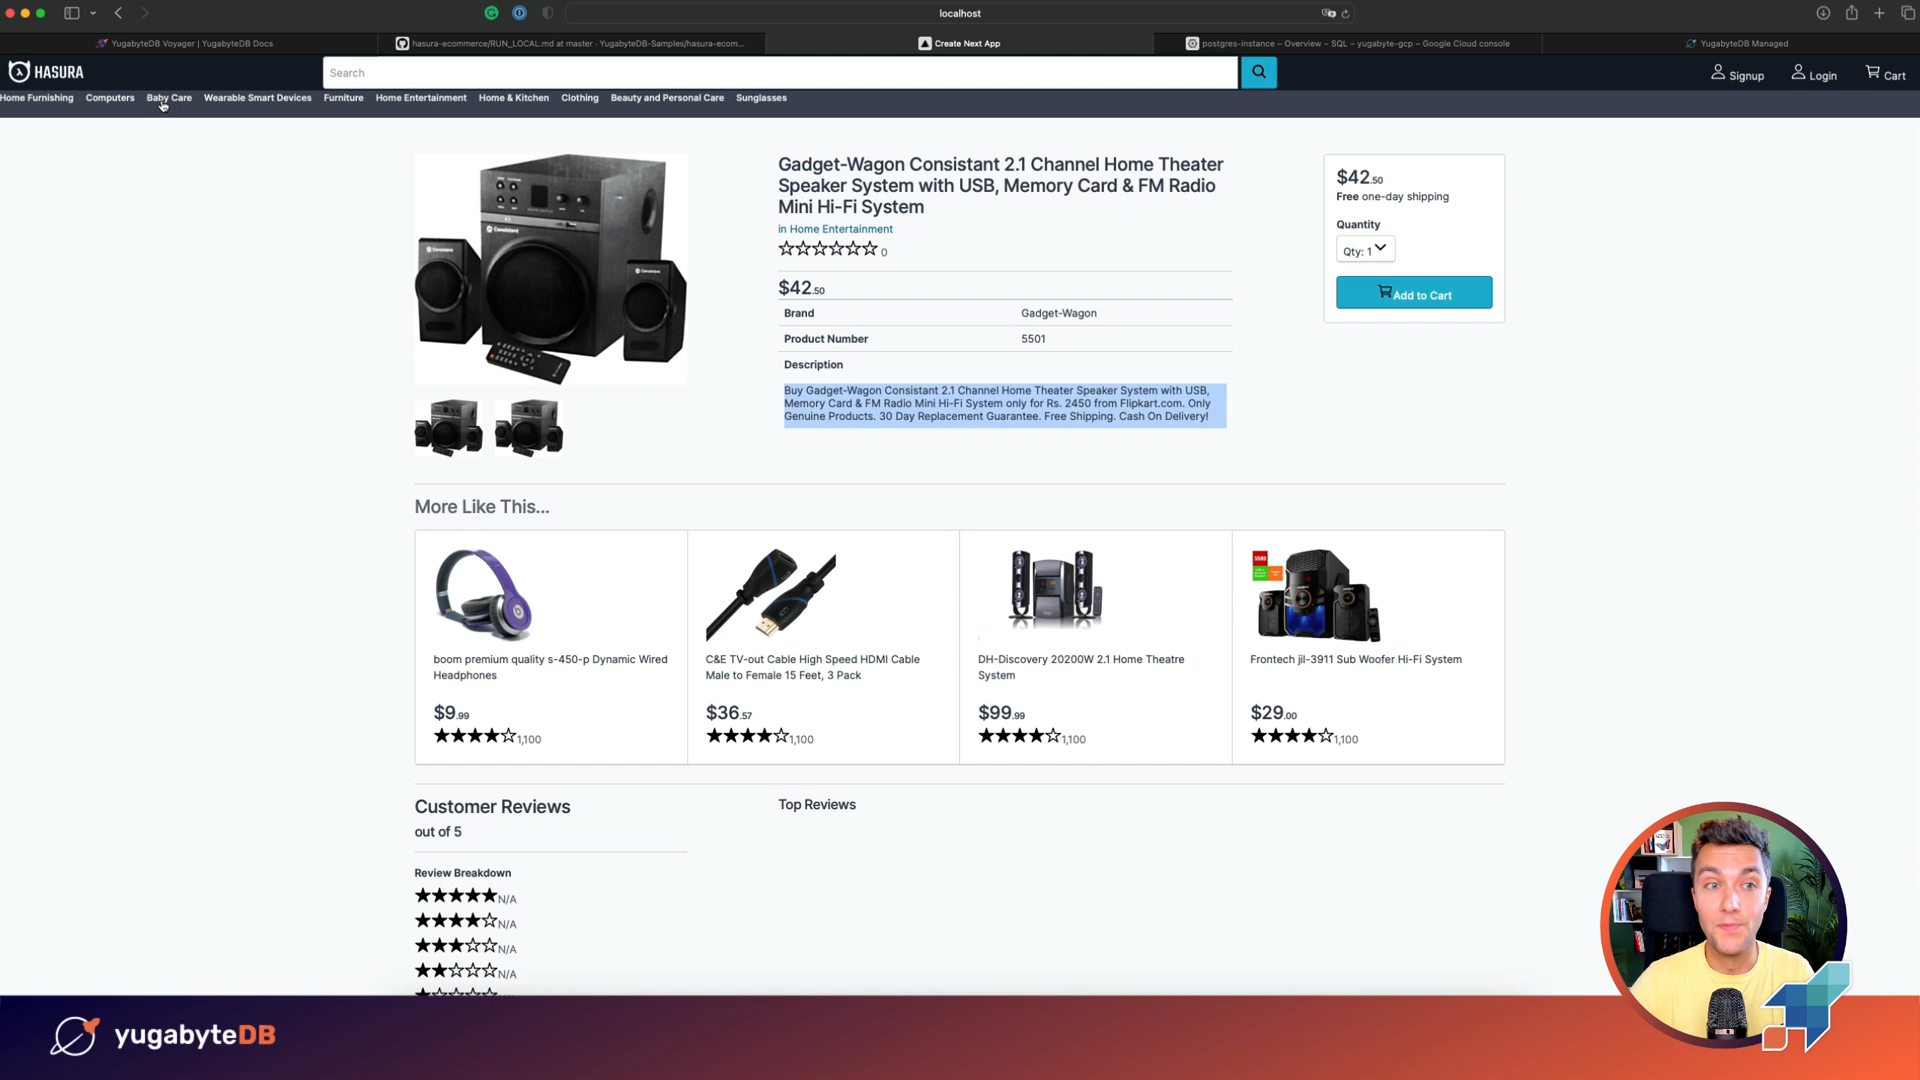 localhost
YugabyteDB Voyager | YugabyteDB Docs
hasura-ecommerce/RUN_LOCAL.md at master · YugabyteDB-Samples/hasura-ecom...
Create Next App
postgres-instance – Overview – SQL – yugabyte-gcp – Google Cloud console
YugabyteDB Managed
HASURA
Search
Signup
Login
Cart
Home Furnishing
Computers
Baby Care
Wearable Smart Devices
Furniture
Home Entertainment
Home & Kitchen
Clothing
Beauty and Personal Care
Sunglasses
Gadget-Wagon Consistant 2.1 Channel Home Theater
Speaker System with USB, Memory Card & FM Radio
Mini Hi-Fi System
in Home Entertainment
0
$42.50
Brand Gadget-Wagon
Product Number 5501
Description
Buy Gadget-Wagon Consistant 2.1 Channel Home Theater Speaker System with USB,
Memory Card & FM Radio Mini Hi-Fi System only for Rs. 2450 from Flipkart.com. Only
Genuine Products. 30 Day Replacement Guarantee. Free Shipping. Cash On Delivery!
$42.50
Free one-day shipping
Quantity
Qty: 1
Add to Cart
Consistent
More Like This...
boom premium quality s-450-p Dynamic Wired
Headphones
$9.99
1,100
C&E TV-out Cable High Speed HDMI Cable
Male to Female 15 Feet, 3 Pack
$36.57
1,100
DH-Discovery 20200W 2.1 Home Theatre
System
$99.99
1,100
Frontech jil-3911 Sub Woofer Hi-Fi System
$29.00
1,100
Customer Reviews
out of 5
Top Reviews
Review Breakdown
N/A
N/A
N/A
N/A
yugabyteDB